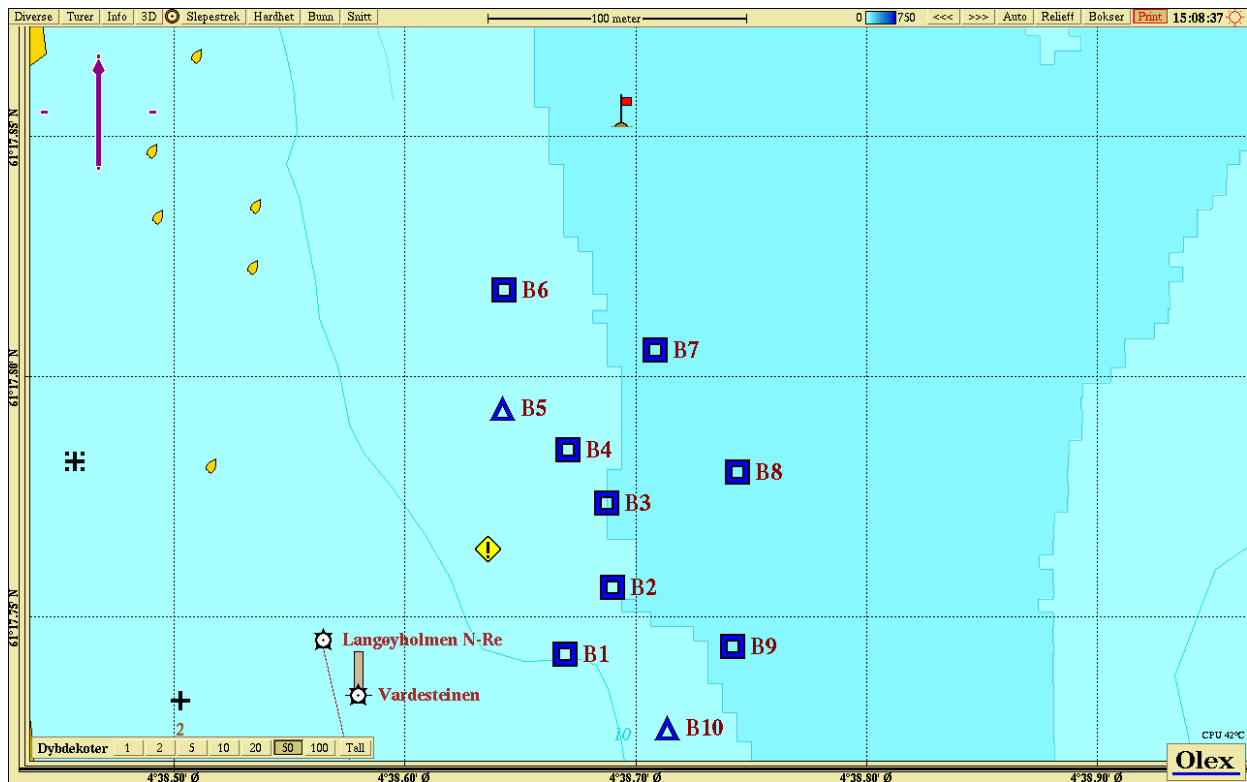 Diverse Turer Info 3D Slepestrek Hardhet Bunn Snitt 100 meter 0 750 <<< >>> Auto Relieff Bokser Print 15:08:37
61°17.85' N
B6
B7
61°17.80' N
B5
B4
B8
B3
B2
61°17.75' N
Langøyholmen N-Re
B1
B9
Vardesteinen
2
10
B10
CPU 42°C
Dybdekoter 1 2 5 10 20 50 100 Tall
Olex
4°38.50' Ø 4°38.60' Ø 4°38.70' Ø 4°38.80' Ø 4°38.90' Ø